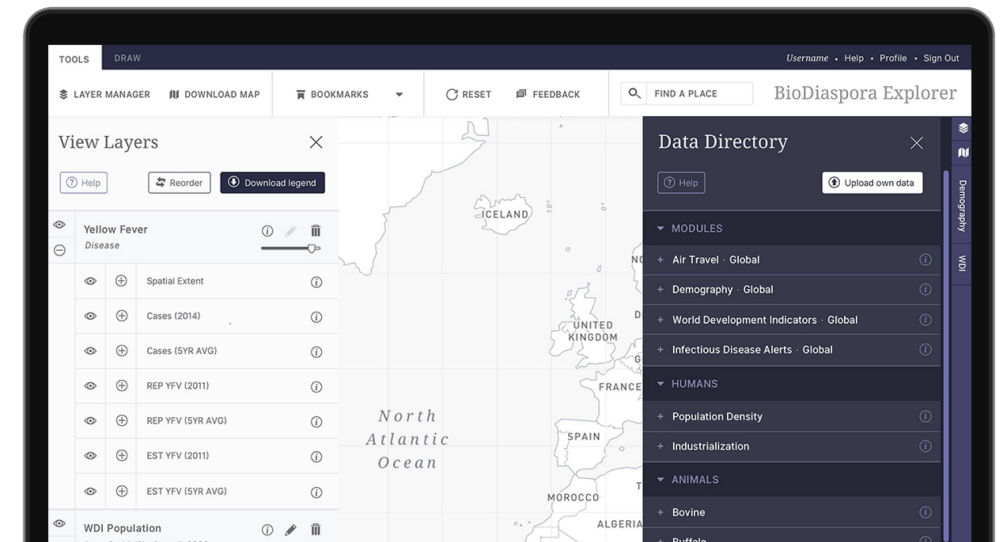 TOOLS DRAW
Username • Help • Profile • Sign Out
LAYER MANAGER DOWNLOAD MAP BOOKMARKS RESET FEEDBACK FIND A PLACE BioDiaspora Explorer
View Layers
Help Reorder Download legend
Yellow Fever
Disease
Spatial Extent
Cases (2014)
Cases (5YR AVG)
REP YFV (2011)
REP YFV (5YR AVG)
EST YFV (2011)
EST YFV (5YR AVG)
WDI Population
ICELAND
10°
0°
UNITED
KINGDOM
FRANCE
North
Atlantic
Ocean
SPAIN
MOROCCO
ALGERIA
Data Directory
Help Upload own data
MODULES
Air Travel · Global
Demography · Global
World Development Indicators · Global
Infectious Disease Alerts · Global
HUMANS
Population Density
Industrialization
ANIMALS
Bovine
Buffalo
Demography
WDI